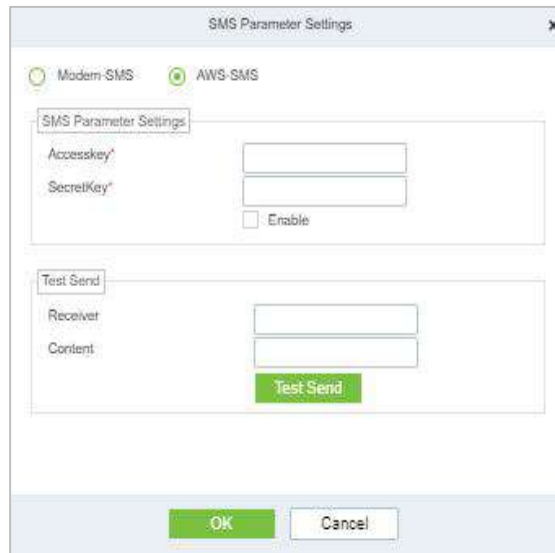 SMS Parameter Settings x
Modem-SMS AWS-SMS
SMS Parameter Settings
Accesskey*
SecretKey*
Enable
Test Send
Receiver
Content
Test Send
OK Cancel